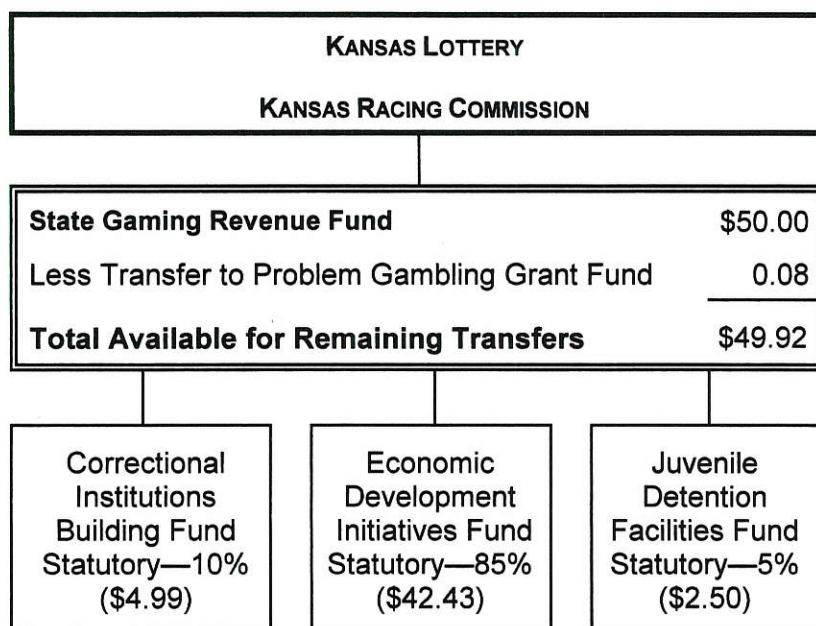 KANSAS LOTTERY
KANSAS RACING COMMISSION
State Gaming Revenue Fund $50.00
Less Transfer to Problem Gambling Grant Fund 0.08
Total Available for Remaining Transfers $49.92
Correctional
Institutions
Building Fund
Statutory—10%
($4.99)
Economic
Development
Initiatives Fund
Statutory—85%
($42.43)
Juvenile
Detention
Facilities Fund
Statutory—5%
($2.50)